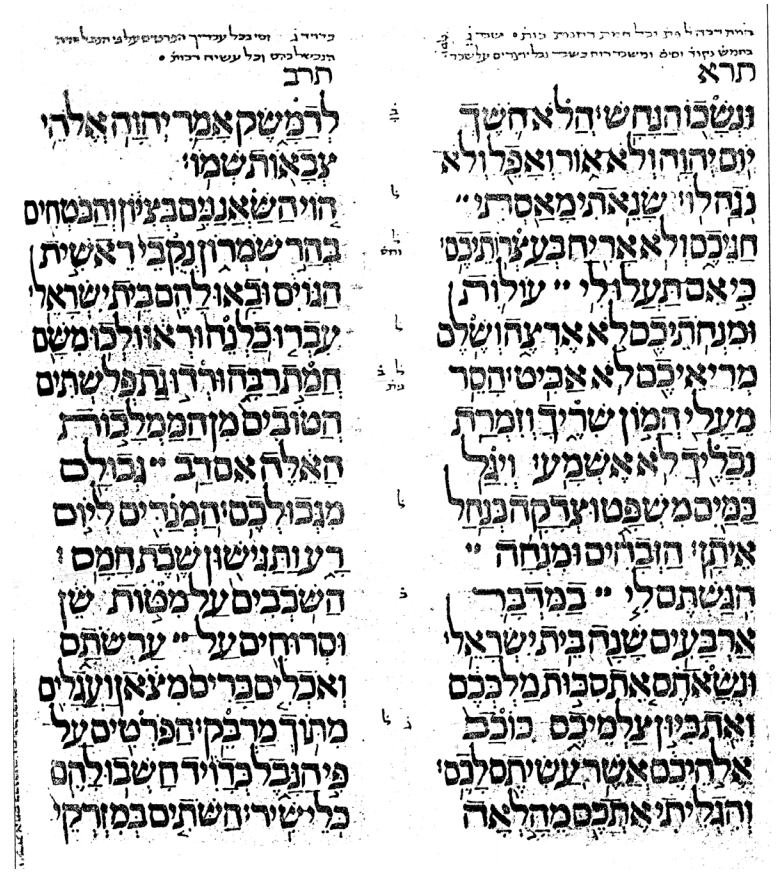 תרא
ונשכו הנחש׃ הלא חשך
יום יהוה ולא אור ואפל ולא
נגה לו׃ שנאתי מאסתי
חגיכם ולא אריח בעצרתיכם׃
כי אם תעלו לי עולות
ומנחתיכם לא ארצה ושלם
מריאיכם לא אביט׃ הסר
מעלי המון שריך וזמרת
נבליך לא אשמע׃ ויגל
כמים משפט וצדקה כנחל
איתן׃ הזבחים ומנחה
הגשתם לי במדבר
ארבעים שנה בית ישראל׃
ונשאתם את סכות מלככם
ואת כיון צלמיכם כוכב
אלהיכם אשר עשיתם לכם׃
והגליתי אתכם מהלאה
תרב
לדמשק אמר יהוה אלהי
צבאות שמו׃
הוי השאננים בציון והבטחים
בהר שמרון נקבי ראשית
הגוים ובאו להם בית ישראל׃
עברו כלנה וראו ולכו משם
חמת רבה ורדו גת פלשתים
הטובים מן הממלכות
האלה אם רב גבולם
מגבולכם׃ המנדים ליום
רע ותגישון שבת חמס׃
השכבים על מטות שן
וסרוחים על ערשתם
ואכלים כרים מצאן ועגלים
מתוך מרבק׃ הפרטים על
פי הנבל כדויד חשבו להם
כלי שיר׃ השתים במזרקי